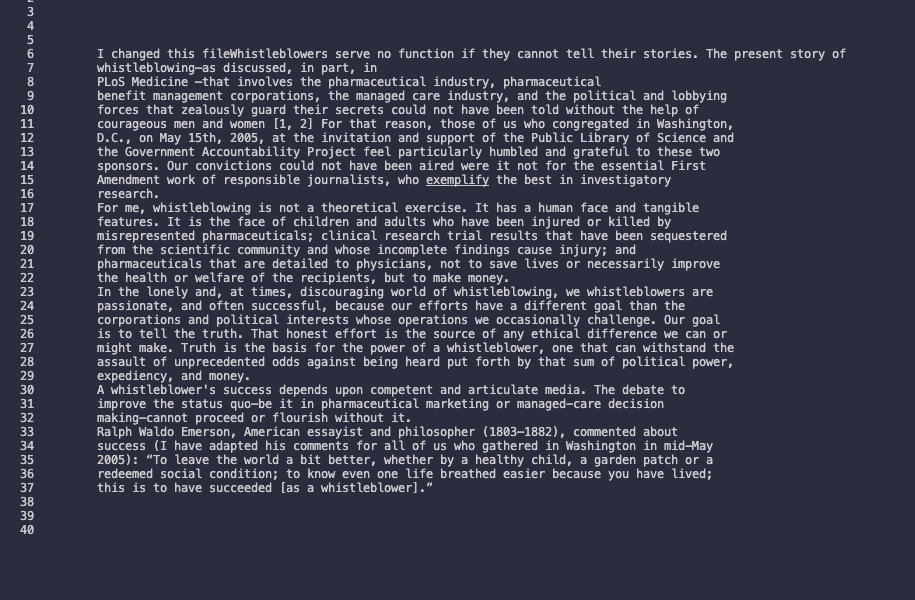 3
4
5
6 I changed this fileWhistleblowers serve no function if they cannot tell their stories. The present story of
7 whistleblowing—as discussed, in part, in
8 PLoS Medicine —that involves the pharmaceutical industry, pharmaceutical
9 benefit management corporations, the managed care industry, and the political and lobbying
10 forces that zealously guard their secrets could not have been told without the help of
11 courageous men and women [1, 2] For that reason, those of us who congregated in Washington,
12 D.C., on May 15th, 2005, at the invitation and support of the Public Library of Science and
13 the Government Accountability Project feel particularly humbled and grateful to these two
14 sponsors. Our convictions could not have been aired were it not for the essential First
15 Amendment work of responsible journalists, who exemplify the best in investigatory
16 research.
17 For me, whistleblowing is not a theoretical exercise. It has a human face and tangible
18 features. It is the face of children and adults who have been injured or killed by
19 misrepresented pharmaceuticals; clinical research trial results that have been sequestered
20 from the scientific community and whose incomplete findings cause injury; and
21 pharmaceuticals that are detailed to physicians, not to save lives or necessarily improve
22 the health or welfare of the recipients, but to make money.
23 In the lonely and, at times, discouraging world of whistleblowing, we whistleblowers are
24 passionate, and often successful, because our efforts have a different goal than the
25 corporations and political interests whose operations we occasionally challenge. Our goal
26 is to tell the truth. That honest effort is the source of any ethical difference we can or
27 might make. Truth is the basis for the power of a whistleblower, one that can withstand the
28 assault of unprecedented odds against being heard put forth by that sum of political power,
29 expediency, and money.
30 A whistleblower's success depends upon competent and articulate media. The debate to
31 improve the status quo—be it in pharmaceutical marketing or managed-care decision
32 making—cannot proceed or flourish without it.
33 Ralph Waldo Emerson, American essayist and philosopher (1803–1882), commented about
34 success (I have adapted his comments for all of us who gathered in Washington in mid-May
35 2005): “To leave the world a bit better, whether by a healthy child, a garden patch or a
36 redeemed social condition; to know even one life breathed easier because you have lived;
37 this is to have succeeded [as a whistleblower].”
38
39
40